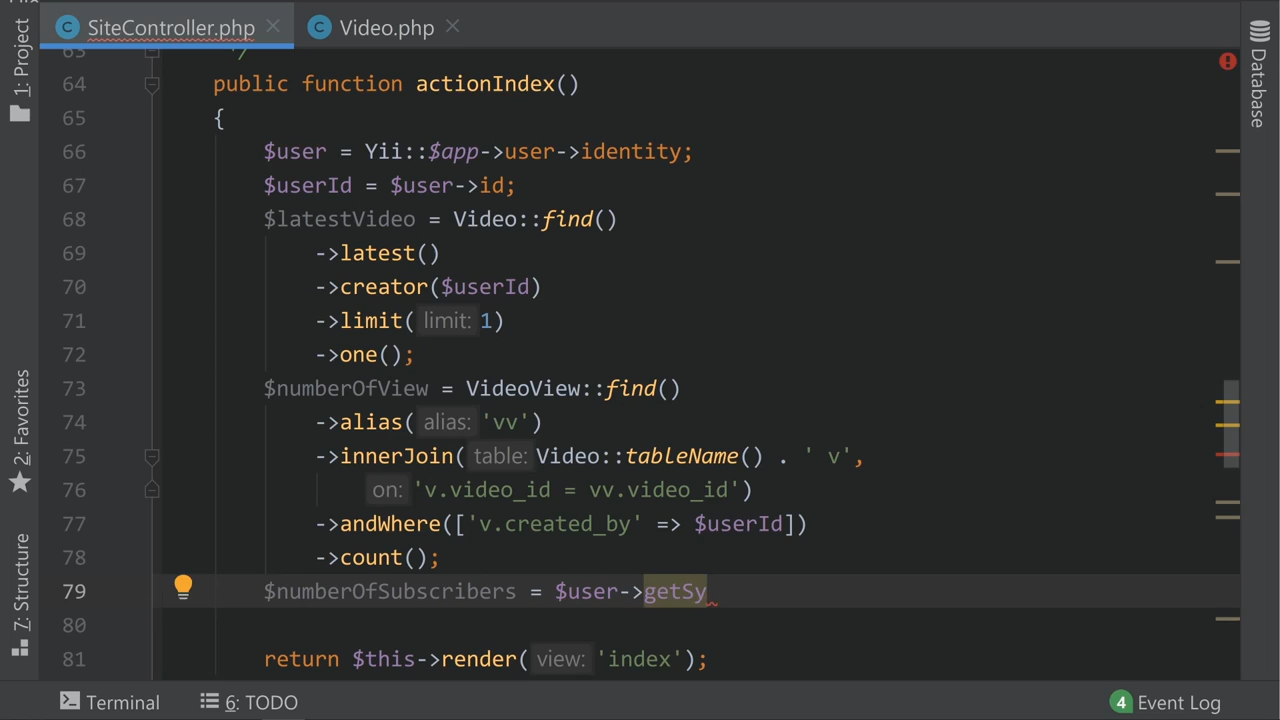 1: Project
SiteController.php
Video.php
Database
63 */
64 public function actionIndex()
65 {
66 $user = Yii::$app->user->identity;
67 $userId = $user->id;
68 $latestVideo = Video::find()
69 ->latest()
70 ->creator($userId)
71 ->limit( limit: 1)
72 ->one();
73 $numberOfView = VideoView::find()
74 ->alias( alias: 'vv')
75 ->innerJoin( table: Video::tableName() . ' v',
76 on: 'v.video_id = vv.video_id')
77 ->andWhere(['v.created_by' => $userId])
78 ->count();
79 $numberOfSubscribers = $user->getSy
80
81 return $this->render( view: 'index');
2: Favorites
7: Structure
Terminal
6: TODO
4 Event Log